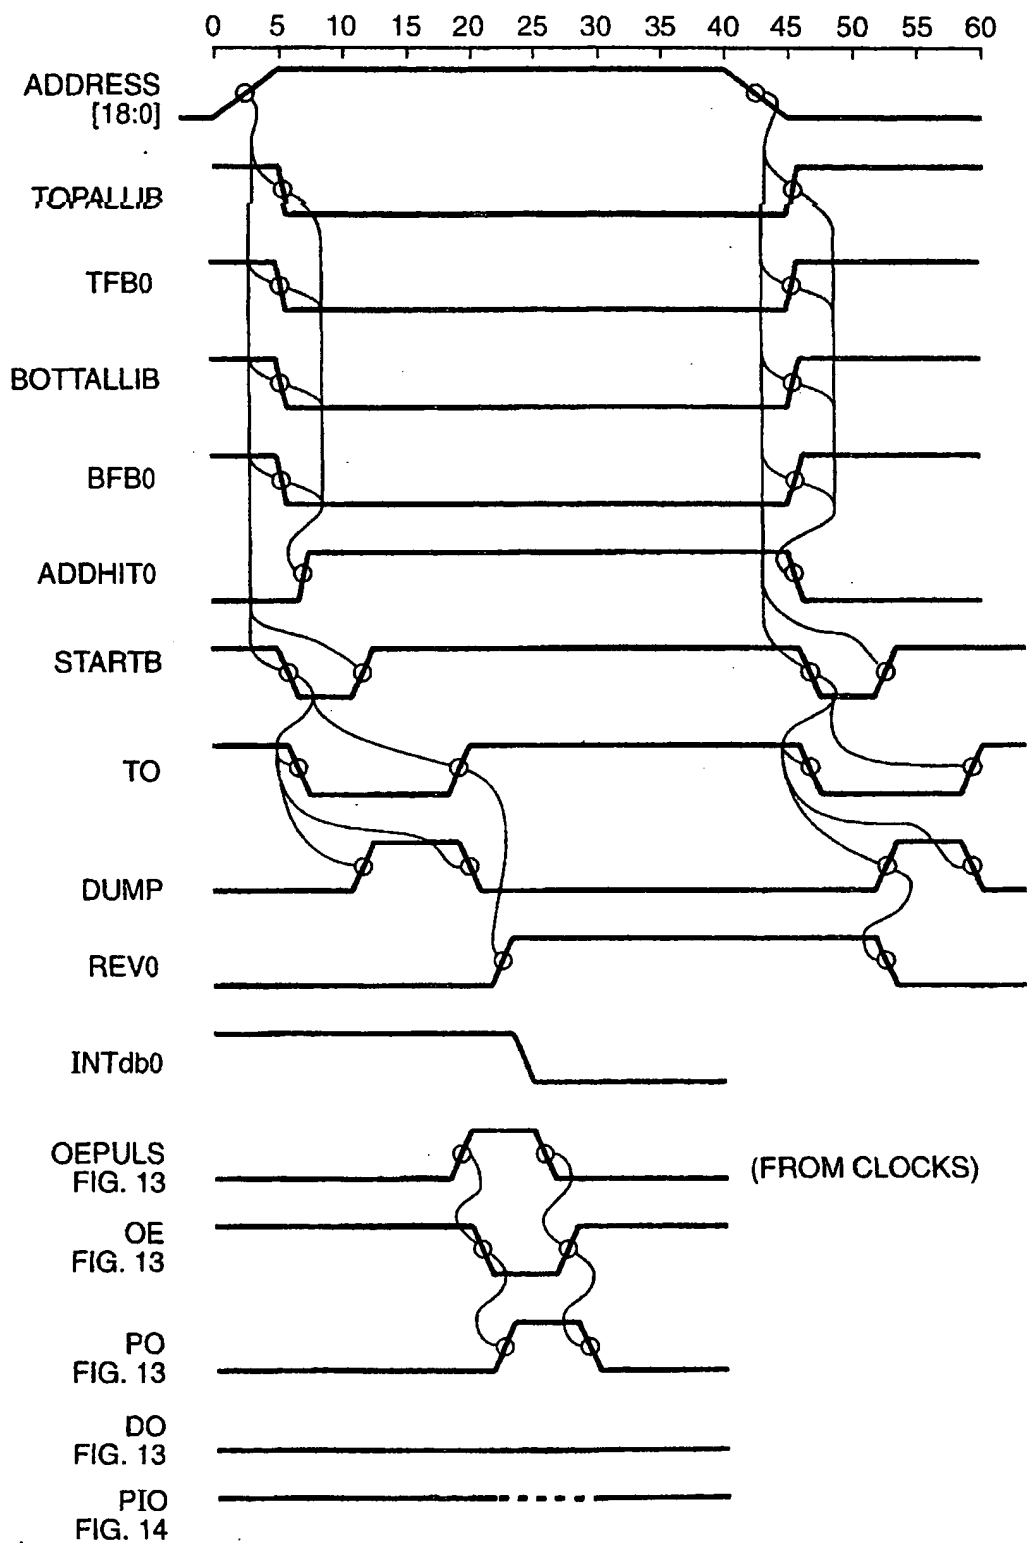 0 5 10 15 20 25 30 35 40 45 50 55 60
ADDRESS
[18:0]
TOPALLIB
TFB0
BOTTALLIB
BFB0
ADDHIT0
STARTB
TO
DUMP
REV0
INTdb0
OEPULS
FIG. 13
(FROM CLOCKS)
OE
FIG. 13
PO
FIG. 13
DO
FIG. 13
PIO
FIG. 14